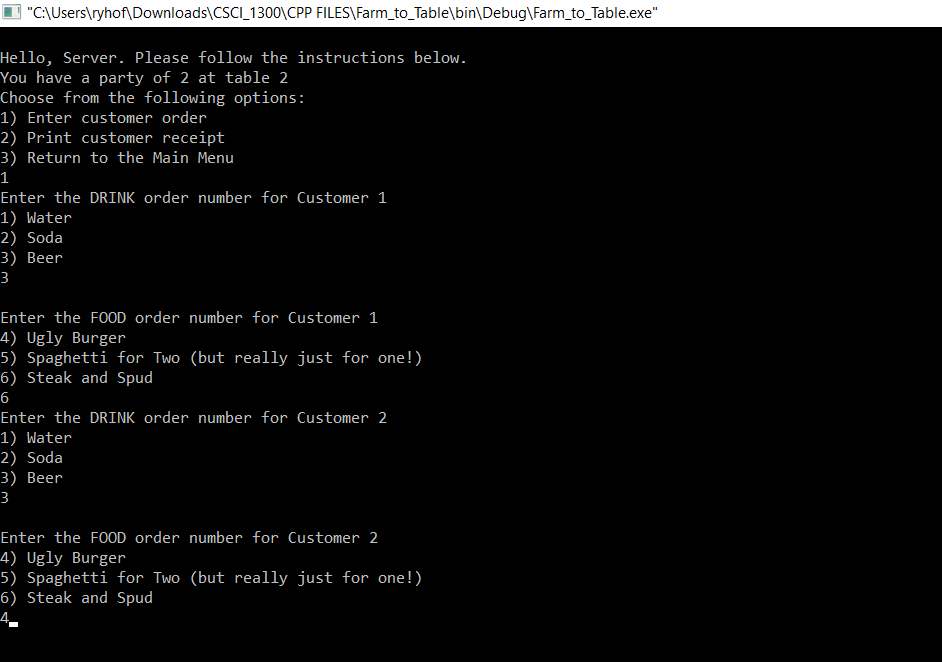 "C:\Users\ryhof\Downloads\CSCI_1300\CPP FILES\Farm_to_Table\bin\Debug\Farm_to_Table.exe"
Hello, Server. Please follow the instructions below.
You have a party of 2 at table 2
Choose from the following options:
1) Enter customer order
2) Print customer receipt
3) Return to the Main Menu
1
Enter the DRINK order number for Customer 1
1) Water
2) Soda
3) Beer
3
Enter the FOOD order number for Customer 1
4) Ugly Burger
5) Spaghetti for Two (but really just for one!)
6) Steak and Spud
6
Enter the DRINK order number for Customer 2
1) Water
2) Soda
3) Beer
3
Enter the FOOD order number for Customer 2
4) Ugly Burger
5) Spaghetti for Two (but really just for one!)
6) Steak and Spud
4